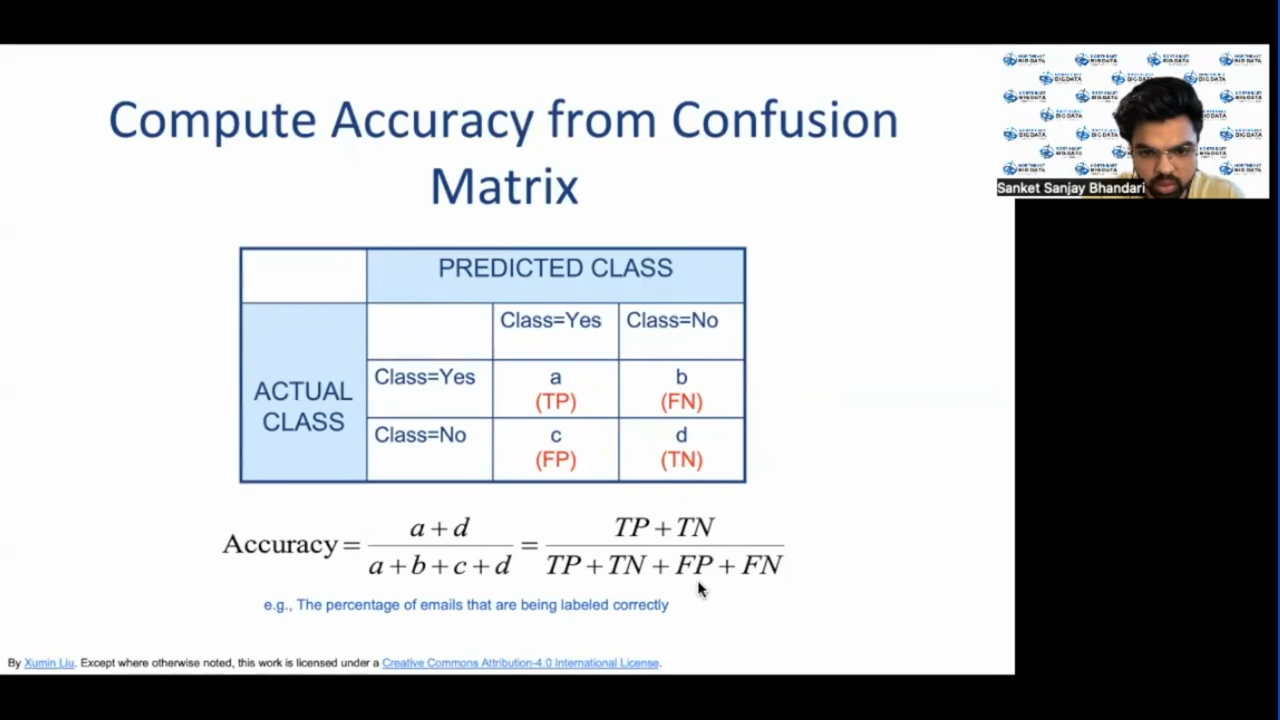 Compute Accuracy from Confusion
Matrix
PREDICTED CLASS
Class=Yes Class=No
ACTUAL
CLASS
Class=Yes a b
(TP) (FN)
Class=No c d
(FP) (TN)
Accuracy = (a + d) / (a + b + c + d) = (TP + TN) / (TP + TN + FP + FN)
e.g., The percentage of emails that are being labeled correctly
By Xumin Liu. Except where otherwise noted, this work is licensed under a Creative Commons Attribution-4.0 International License.
NORTHEAST
BIG DATA
Sanket Sanjay Bhandari